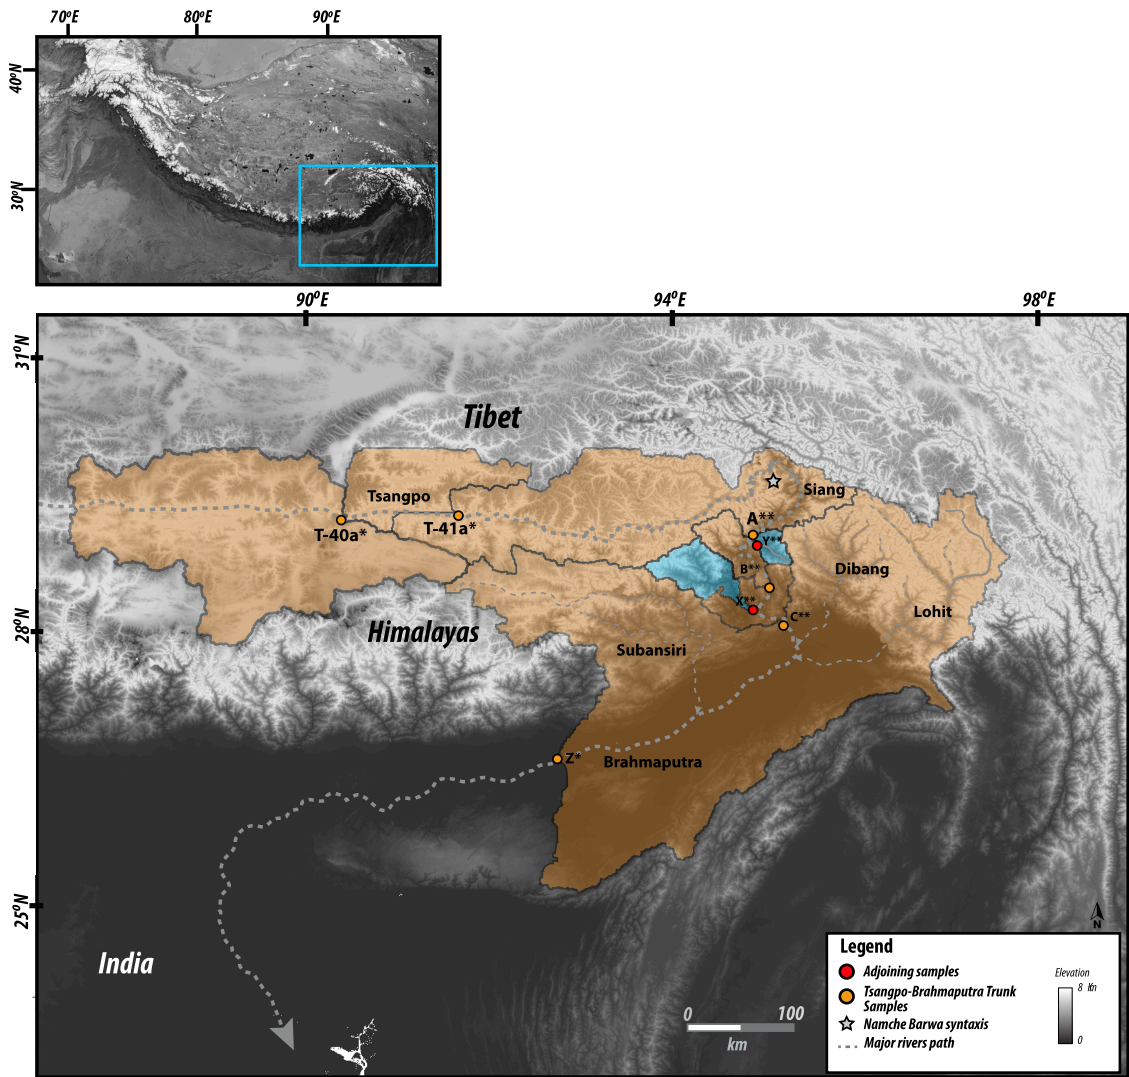 70°E 80°E 90°E
40°N
30°N
90°E 94°E 98°E
31°N
Tibet
Siang
Tsangpo
A**
T-40a* T-41a*
Y**
B** Dibang
X**
Lohit
C**
28°N
Himalayas
Subansiri
Z* Brahmaputra
25°N
N
India
Legend
Adjoining samples
Tsangpo-Brahmaputra Trunk
Samples
Namche Barwa syntaxis
Major rivers path
Elevation
8 km
0
0 100
km